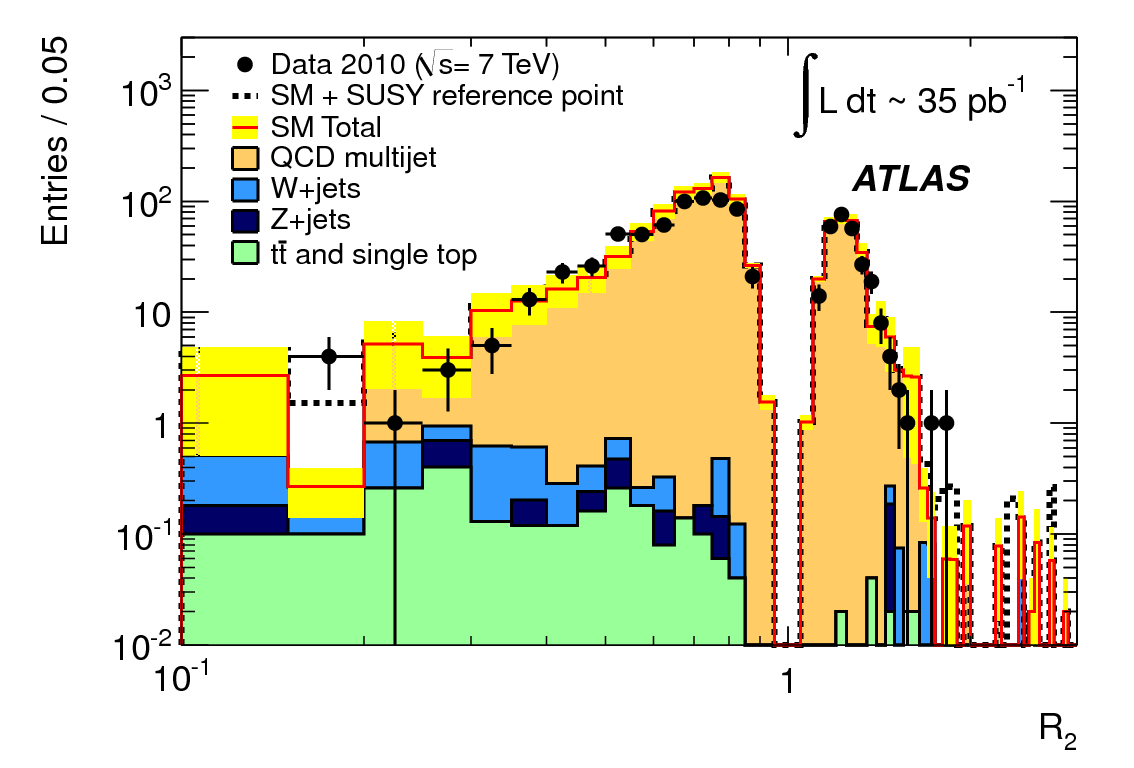 Entries / 0.05
10³
10²
10
1
10⁻¹
10⁻²
Data 2010 (√s= 7 TeV)
SM + SUSY reference point
SM Total
QCD multijet
W+jets
Z+jets
tt̄ and single top
∫ L dt ~ 35 pb⁻¹
ATLAS
10⁻¹
1
R₂